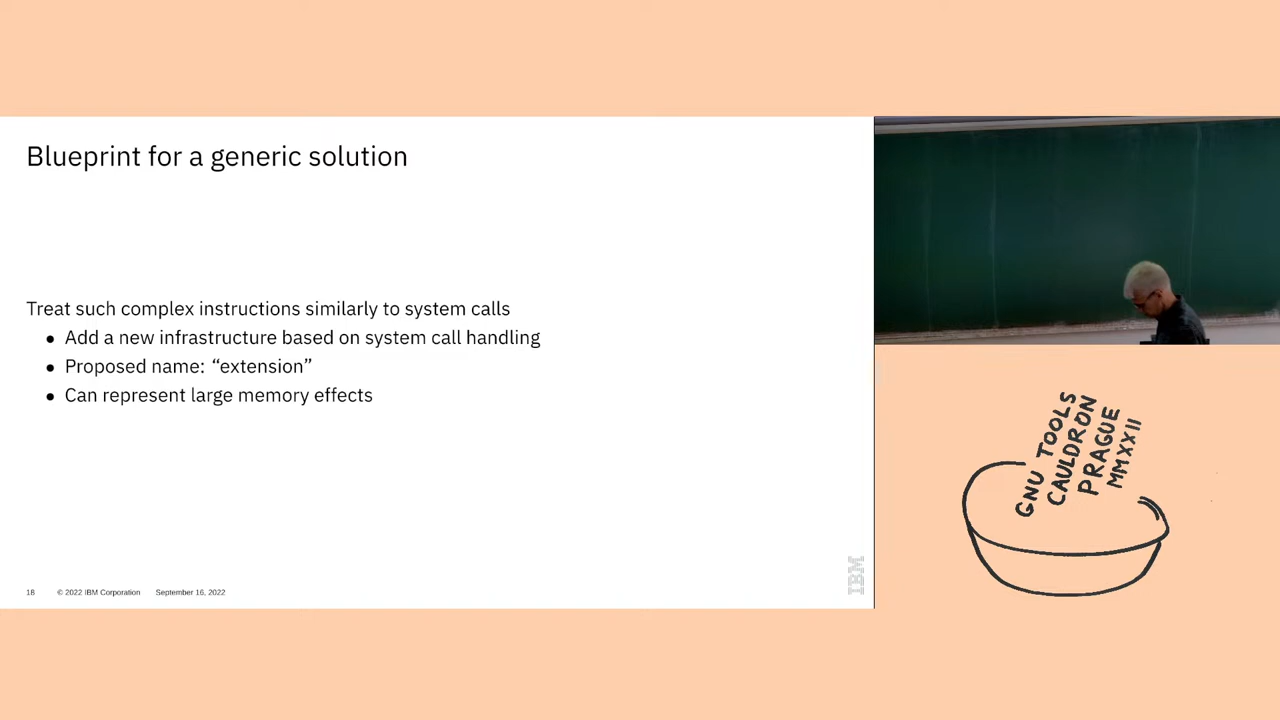 Blueprint for a generic solution
Treat such complex instructions similarly to system calls
● Add a new infrastructure based on system call handling
● Proposed name: “extension”
● Can represent large memory effects
18 © 2022 IBM Corporation September 16, 2022
IBM
GNU TOOLS
CAULDRON
PRAGUE
MMXXII